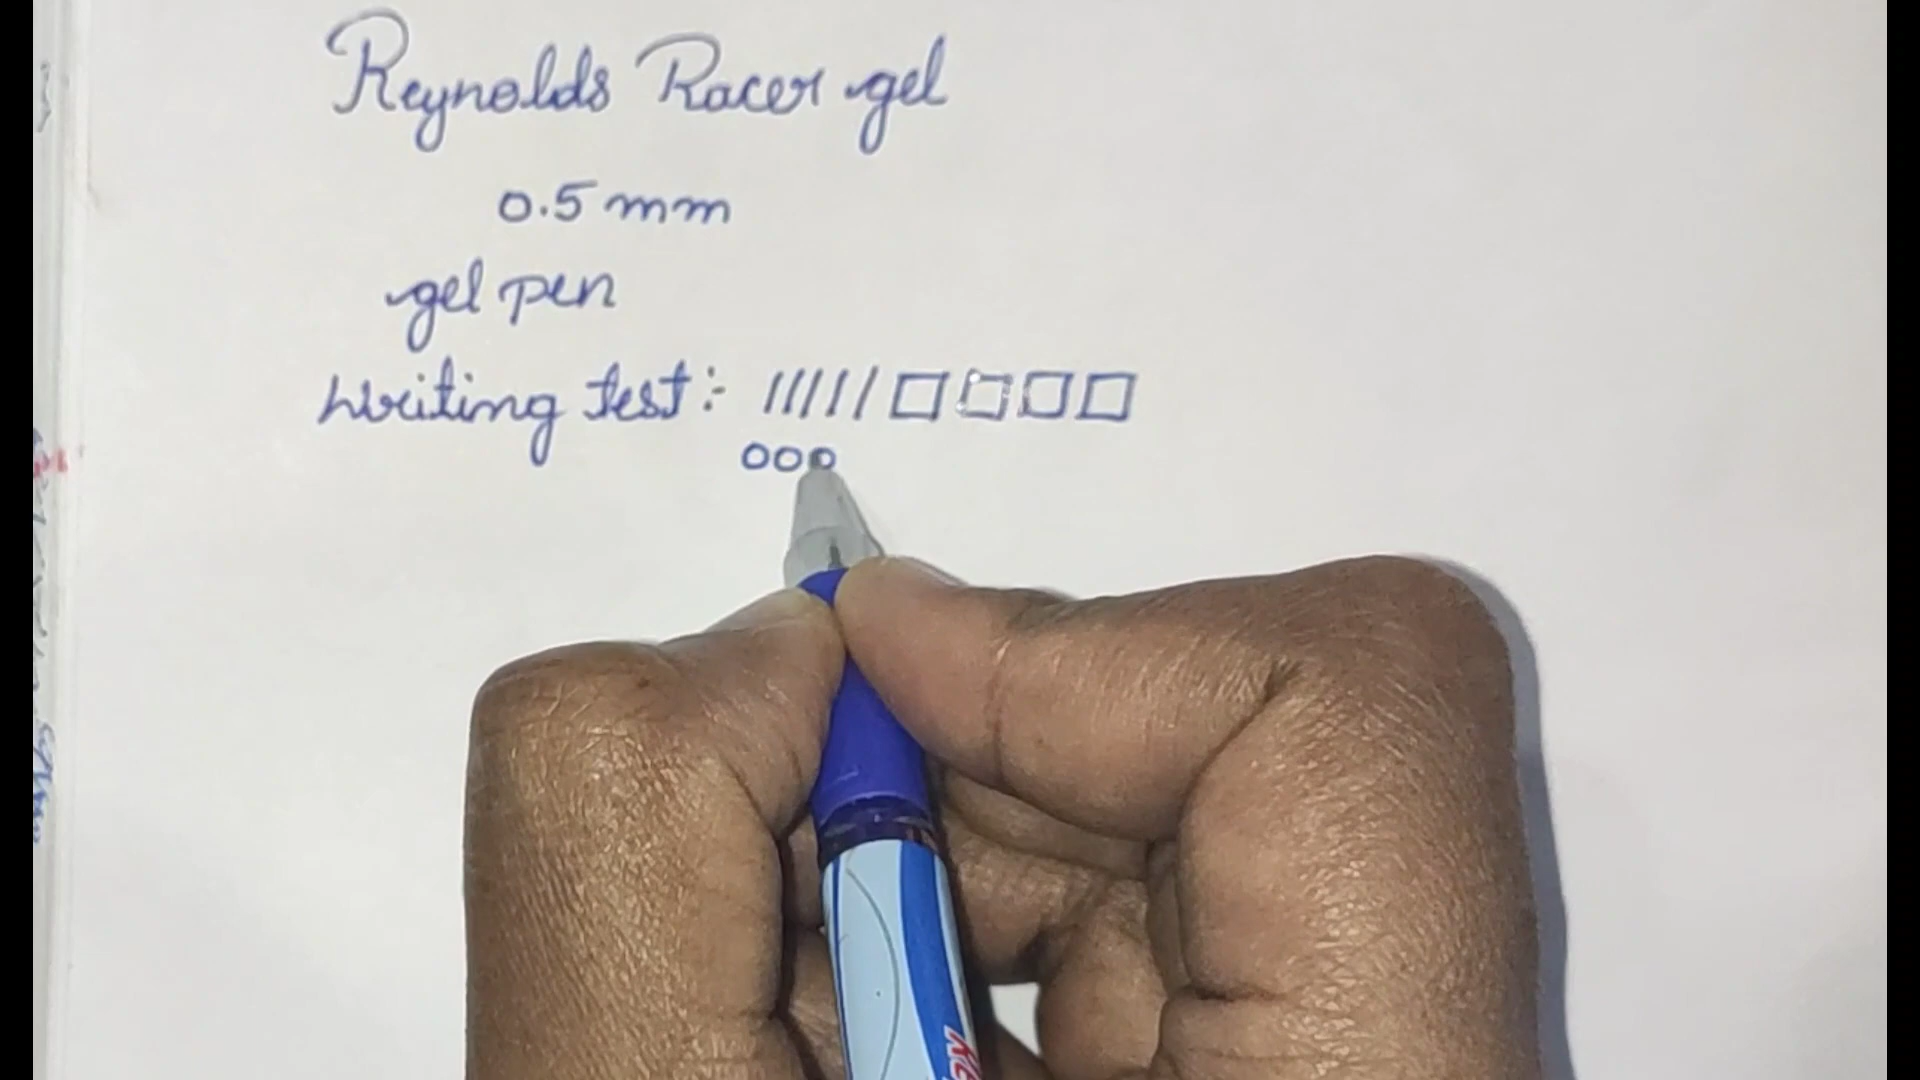 Reynolds Racer gel
0.5 mm
gel pen
Writing test:- ///// □ □ □ □
ooo